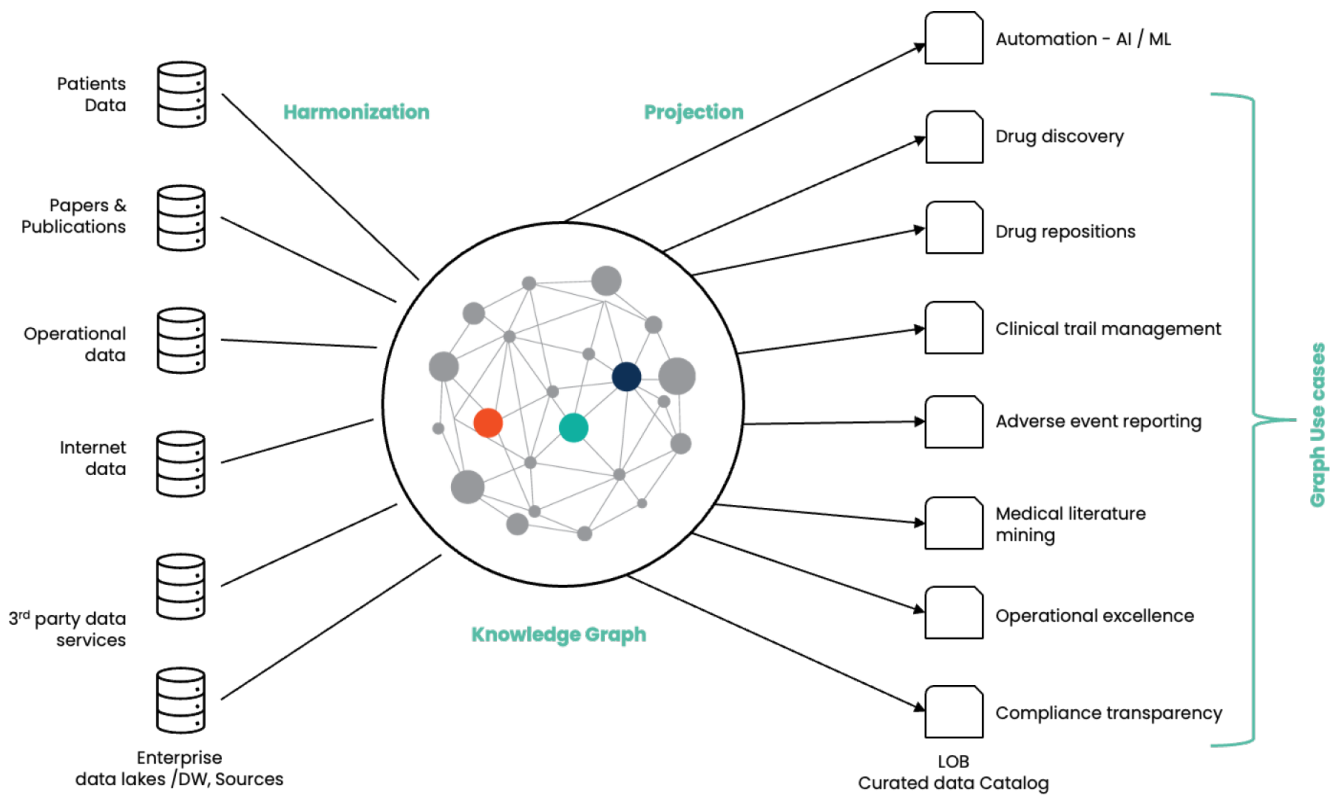 Patients
Data
Papers &
Publications
Operational
data
Internet
data
3rd party data
services
Enterprise
data lakes /DW, Sources
Harmonization
Projection
Knowledge Graph
Automation - AI / ML
Drug discovery
Drug repositions
Clinical trail management
Adverse event reporting
Medical literature
mining
Operational excellence
Compliance transparency
LOB
Curated data Catalog
Graph Use cases